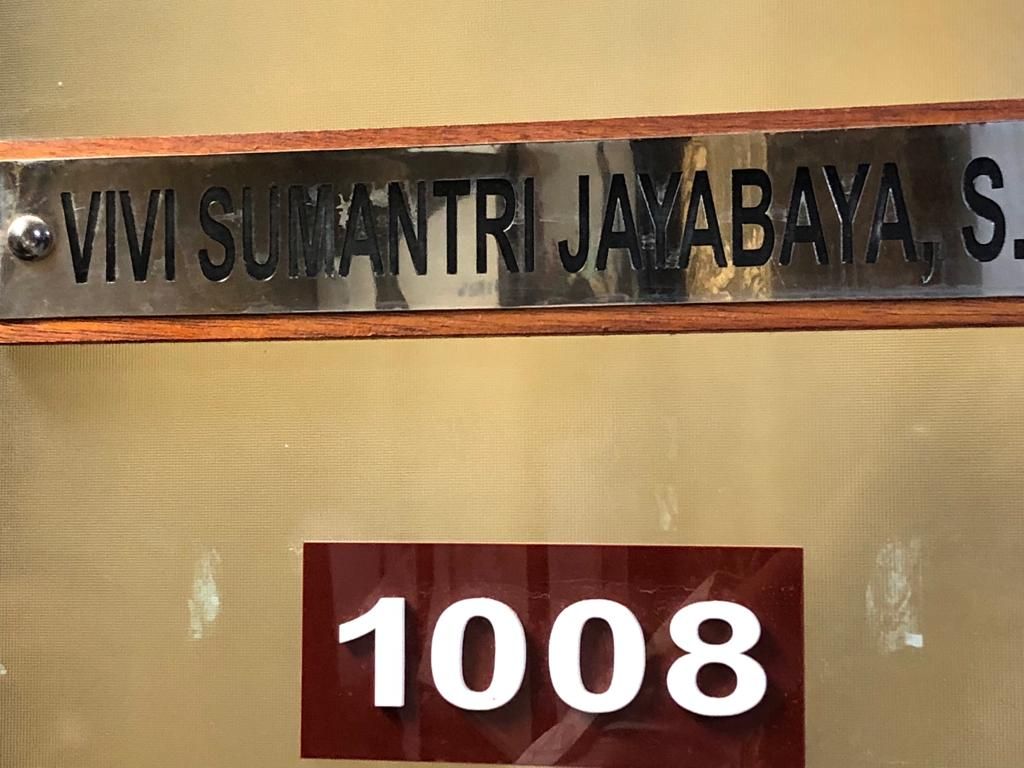 VIVI SUMANTRI JAYABAYA, S.
1008